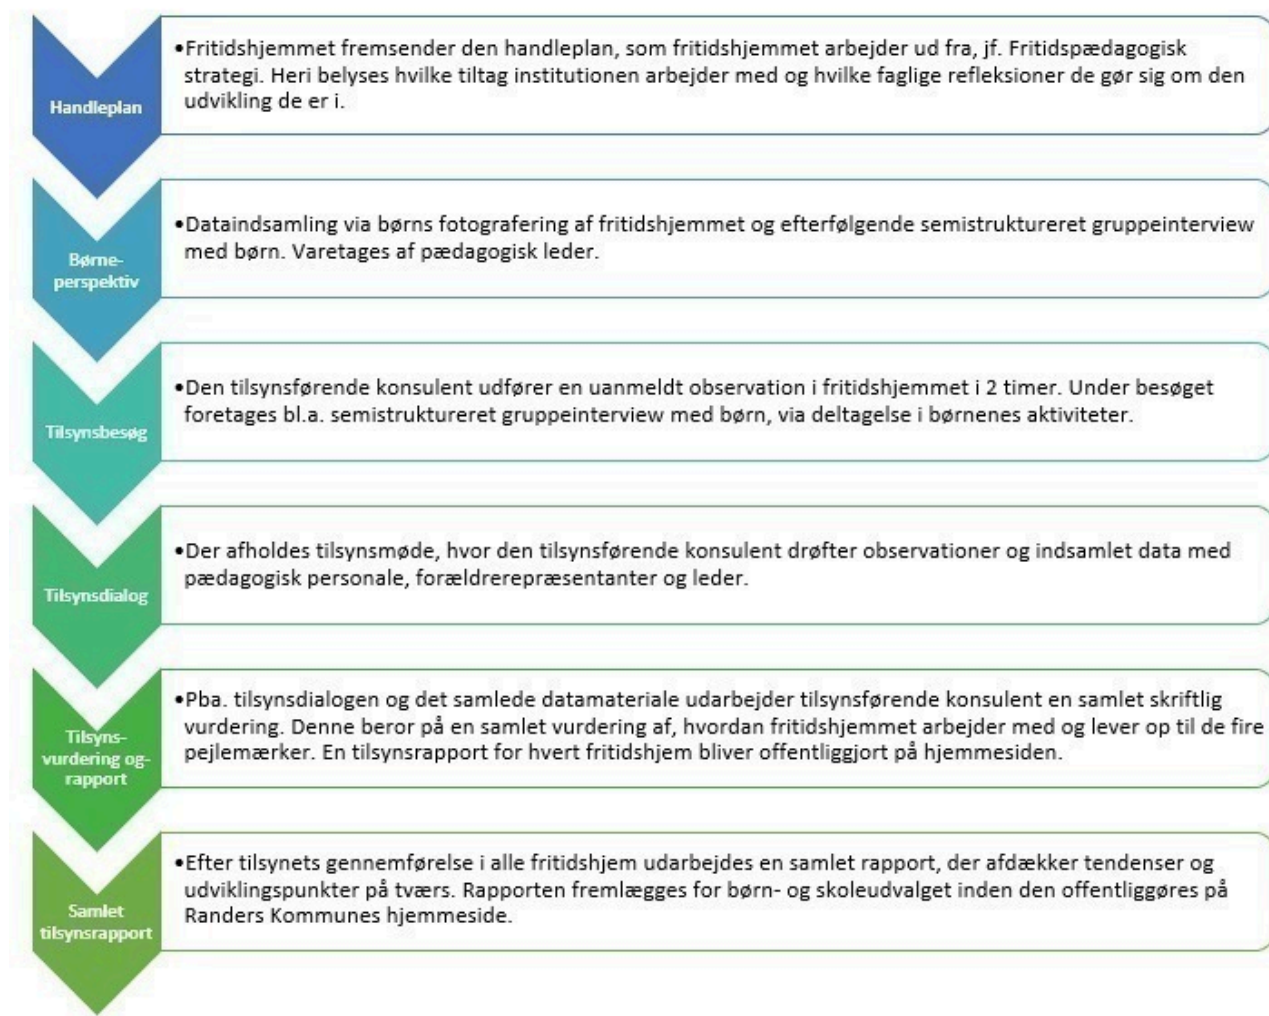 Handleplan
•Fritidshjemmet fremsender den handleplan, som fritidshjemmet arbejder ud fra, jf. Fritidspædagogisk
strategi. Heri belyses hvilke tiltag institutionen arbejder med og hvilke faglige refleksioner de gør sig om den
udvikling de er i.
Børne-
perspektiv
•Dataindsamling via børns fotografering af fritidshjemmet og efterfølgende semistruktureret gruppeinterview
med børn. Varetages af pædagogisk leder.
Tilsynsbesøg
•Den tilsynsførende konsulent udfører en uanmeldt observation i fritidshjemmet i 2 timer. Under besøget
foretages bl.a. semistruktureret gruppeinterview med børn, via deltagelse i børnenes aktiviteter.
Tilsynsdialog
•Der afholdes tilsynsmøde, hvor den tilsynsførende konsulent drøfter observationer og indsamlet data med
pædagogisk personale, forældrerepræsentanter og leder.
Tilsyns-
vurdering og-
rapport
•Pba. tilsynsdialogen og det samlede datamateriale udarbejder tilsynsførende konsulent en samlet skriftlig
vurdering. Denne beror på en samlet vurdering af, hvordan fritidshjemmet arbejder med og lever op til de fire
pejlemærker. En tilsynsrapport for hvert fritidshjem bliver offentliggjort på hjemmesiden.
Samlet
tilsynsrapport
•Efter tilsynets gennemførelse i alle fritidshjem udarbejdes en samlet rapport, der afdækker tendenser og
udviklingspunkter på tværs. Rapporten fremlægges for børn- og skoleudvalget inden den offentliggøres på
Randers Kommunes hjemmeside.